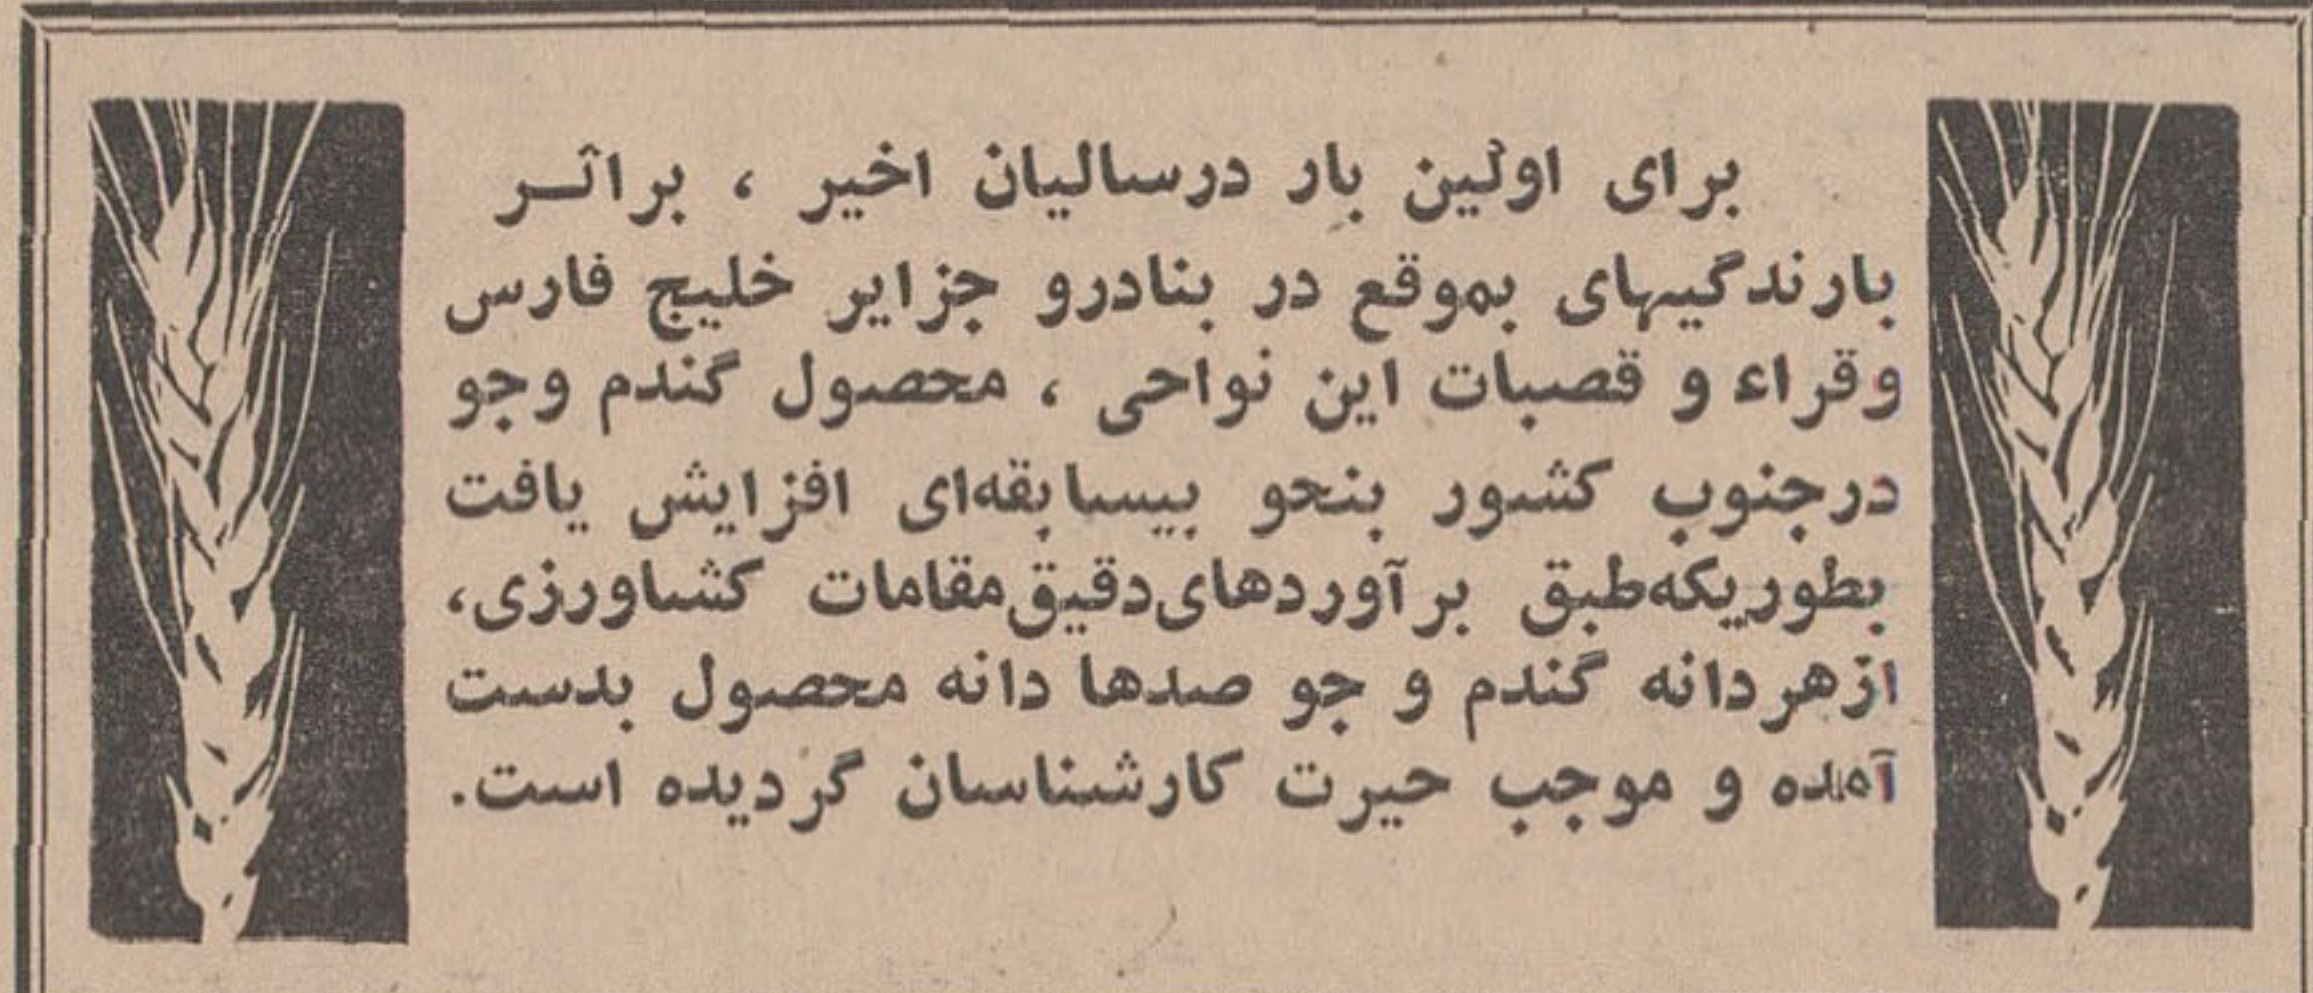 برای اولین بار درسالیان اخیر ، براثـر
بارندگیهای بموقع در بنادرو جزایر خلیج فارس
وقراء و قصبات این نواحی ، محصول گندم وجو
درجنوب کشور بنحو بیسابقه‌ای افزایش یافت
بطوریکه‌طبق برآوردهای‌دقیق‌مقامات کشاورزی،
ازهردانه گندم و جو صدها دانه محصول بدست
آمده و موجب حیرت کارشناسان گردیده است.